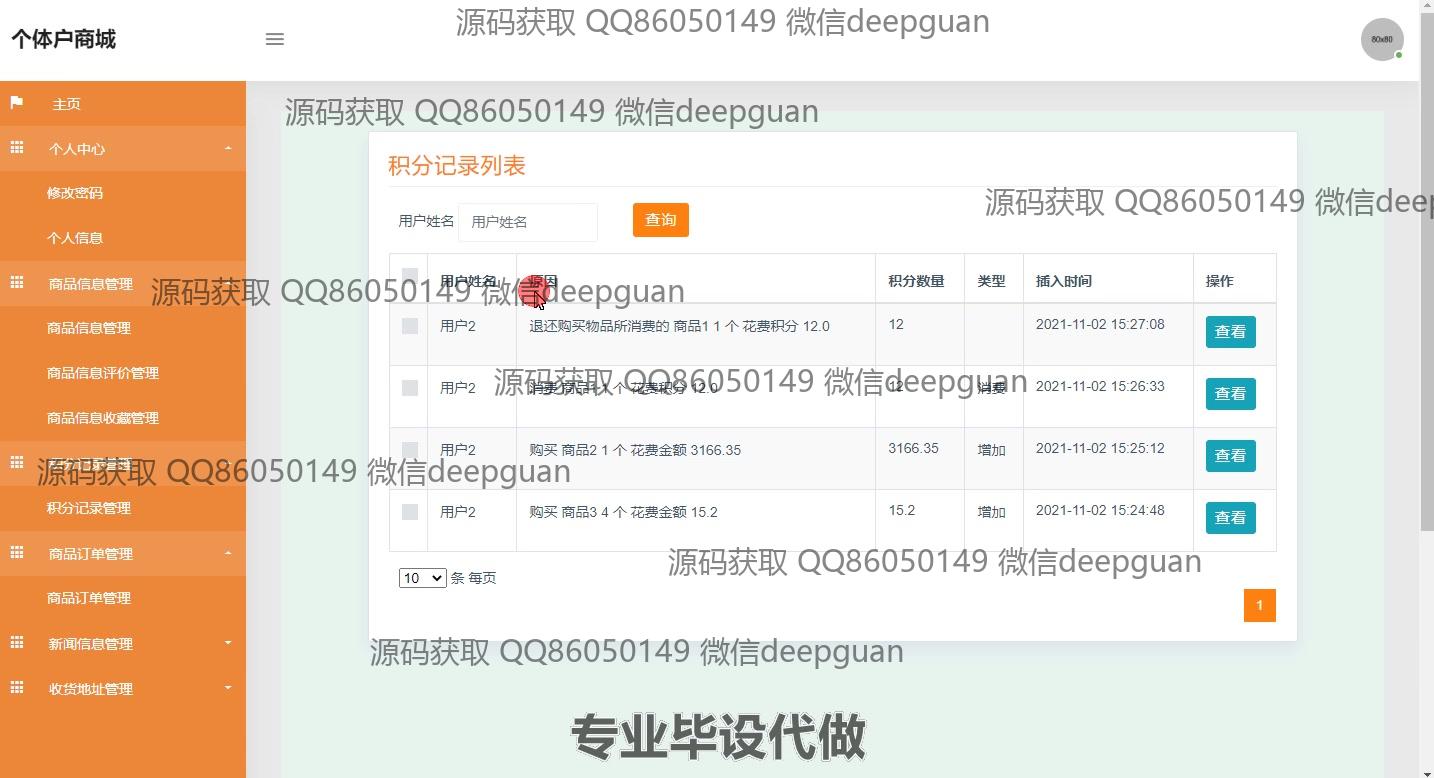 源码获取 QQ86050149 微信deepguan
个体户商城
80x80
主页
源码获取 QQ86050149 微信deepguan
个人中心
积分记录列表
修改密码
源码获取 QQ86050149 微信deep
用户姓名 用户姓名 查询
个人信息
商品信息管理
源码获取 QQ86050149 微信deepguan
用户姓名 原因 积分数量 类型 插入时间 操作
商品信息管理
用户2 退还购买物品所消费的 商品1 1 个 花费积分 12.0 12 2021-11-02 15:27:08 查看
商品信息评价管理
源码获取 QQ86050149 微信deepguan
用户2 消费 商品1 1 个 花费积分 12.0 12 消费 2021-11-02 15:26:33 查看
商品信息收藏管理
用户2 购买 商品2 1 个 花费金额 3166.35 3166.35 增加 2021-11-02 15:25:12 查看
积分记录管理
源码获取 QQ86050149 微信deepguan
积分记录管理
用户2 购买 商品3 4 个 花费金额 15.2 15.2 增加 2021-11-02 15:24:48 查看
商品订单管理
源码获取 QQ86050149 微信deepguan
10 条 每页
商品订单管理
1
新闻信息管理
源码获取 QQ86050149 微信deepguan
收货地址管理
专业毕设代做